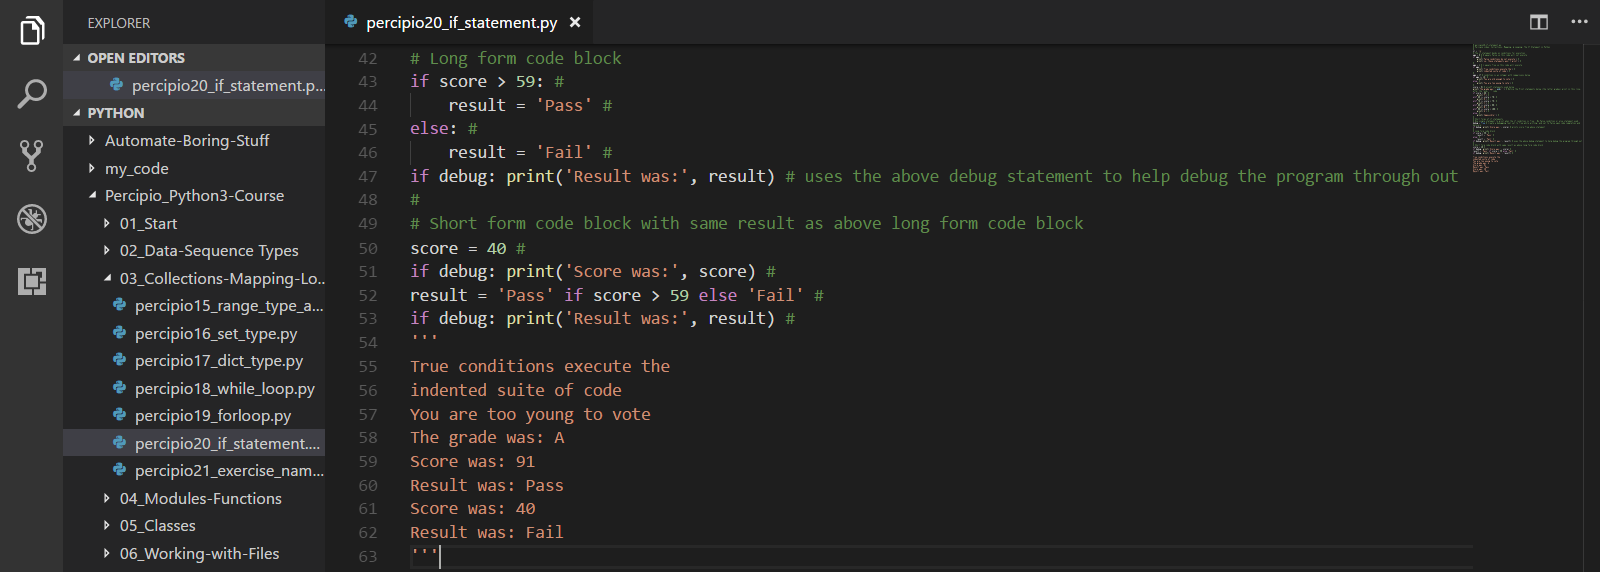 EXPLORER
OPEN EDITORS
percipio20_if_statement.p...
PYTHON
Automate-Boring-Stuff
my_code
Percipio_Python3-Course
01_Start
02_Data-Sequence Types
03_Collections-Mapping-Lo...
percipio15_range_type_a...
percipio16_set_type.py
percipio17_dict_type.py
percipio18_while_loop.py
percipio19_forloop.py
percipio20_if_statement....
percipio21_exercise_nam...
04_Modules-Functions
05_Classes
06_Working-with-Files
percipio20_if_statement.py
42 # Long form code block
43 if score > 59: #
44     result = 'Pass' #
45 else: #
46     result = 'Fail' #
47 if debug: print('Result was:', result) # uses the above debug statement to help debug the program through out
48 #
49 # Short form code block with same result as above long form code block
50 score = 40 #
51 if debug: print('Score was:', score) #
52 result = 'Pass' if score > 59 else 'Fail' #
53 if debug: print('Result was:', result) #
54 '''
55 True conditions execute the
56 indented suite of code
57 You are too young to vote
58 The grade was: A
59 Score was: 91
60 Result was: Pass
61 Score was: 40
62 Result was: Fail
63 '''